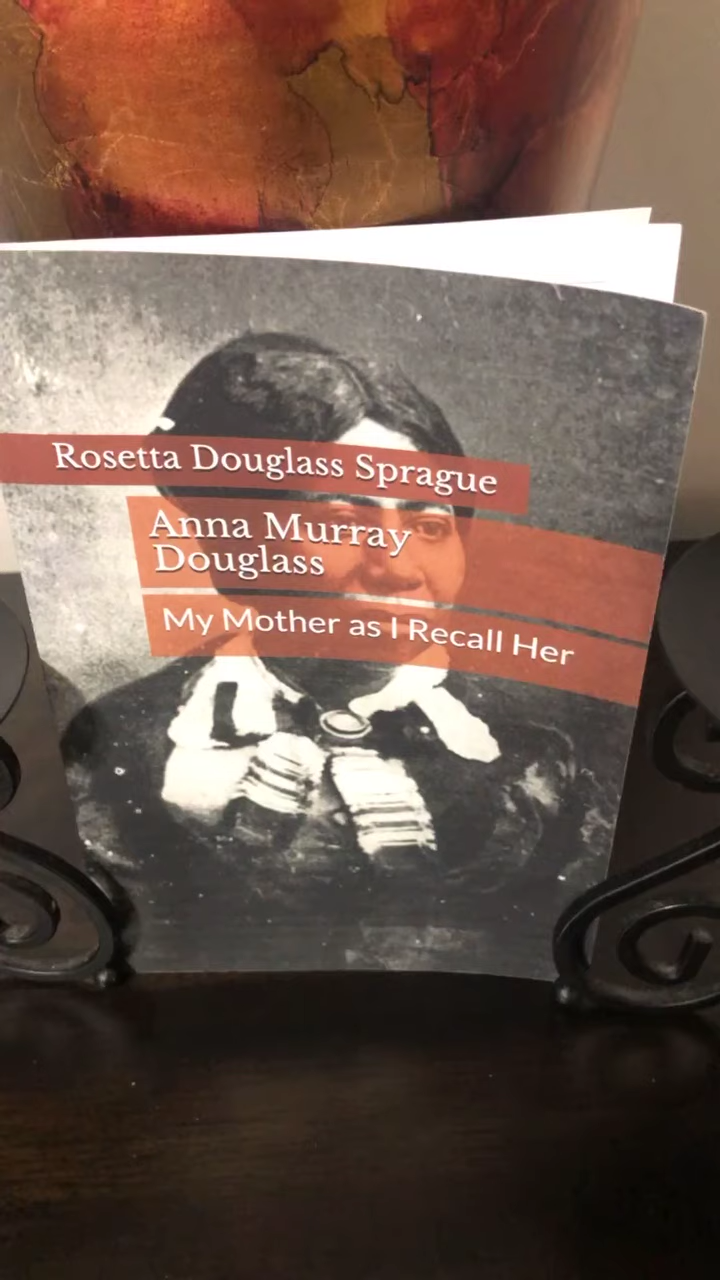 Rosetta Douglass Sprague
Anna Murray
Douglass
My Mother as I Recall Her